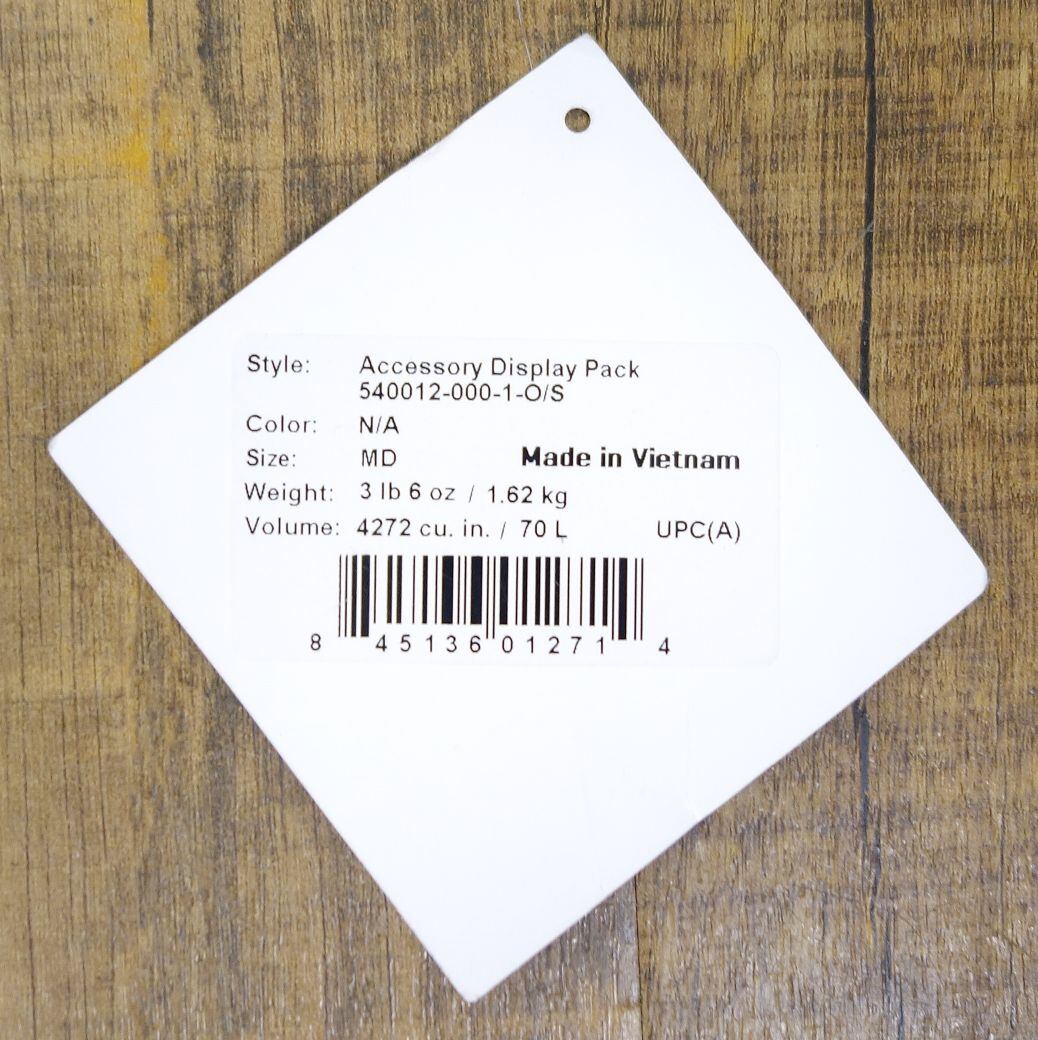 Style: Accessory Display Pack
540012-000-1-O/S
Color: N/A
Size: MD Made in Vietnam
Weight: 3 lb 6 oz / 1.62 kg
Volume: 4272 cu. in. / 70 L UPC(A)
8 45136 01271 4